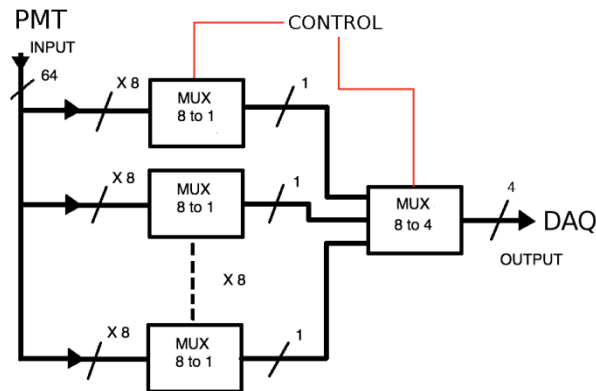 PMT
CONTROL
INPUT
64
X 8
MUX
8 to 1
1
X 8
MUX
8 to 1
1
MUX
8 to 4
4
DAQ
OUTPUT
X 8
X 8
MUX
8 to 1
1